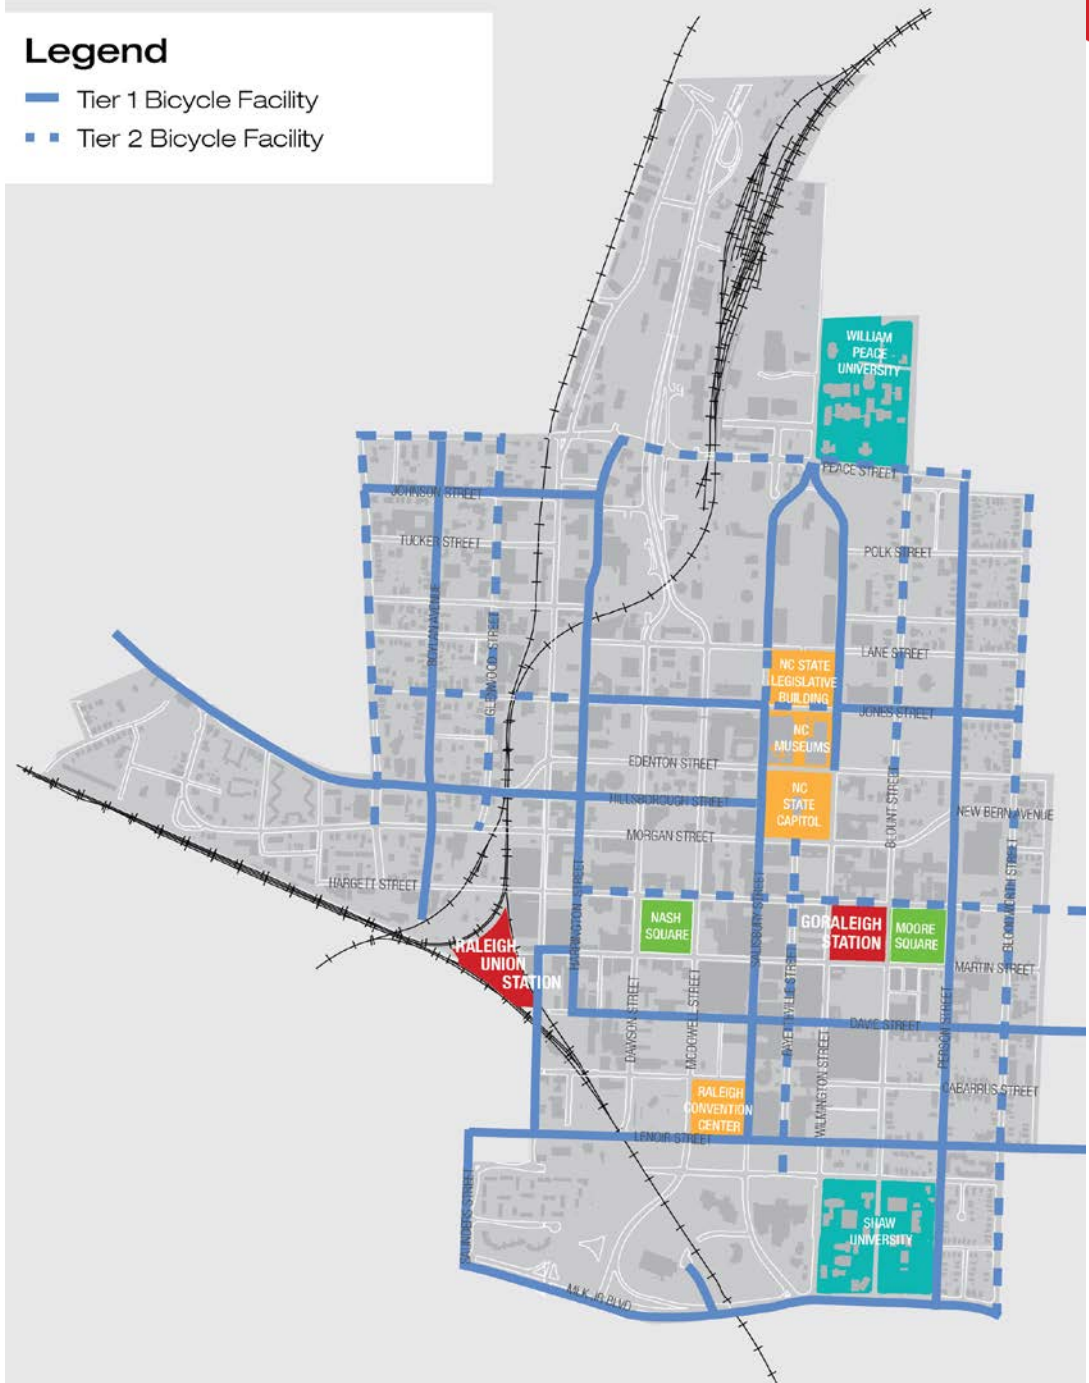 Legend
Tier 1 Bicycle Facility
Tier 2 Bicycle Facility
WILLIAM
PEACE
UNIVERSITY
PEACE STREET
JOHNSON STREET
TUCKER STREET
POLK STREET
BOYLAN AVENUE
GLENWOOD STREET
LANE STREET
NC STATE
LEGISLATIVE
BUILDING
JONES STREET
NC
MUSEUMS
EDENTON STREET
HILLSBOROUGH STREET
NC
STATE
CAPITOL
BLOUNT STREET
NEW BERN AVENUE
MORGAN STREET
HARGETT STREET
HARRINGTON STREET
SALISBURY STREET
BLOODWORTH STREET
NASH
SQUARE
GORALEIGH
STATION
MOORE
SQUARE
RALEIGH
UNION
STATION
MARTIN STREET
DAWSON STREET
MCDOWELL STREET
FAYETTEVILLE STREET
WILMINGTON STREET
DAVIE STREET
PERSON STREET
CABARRUS STREET
RALEIGH
CONVENTION
CENTER
LENOIR STREET
SAUNDERS STREET
SHAW
UNIVERSITY
MLK JR BLVD